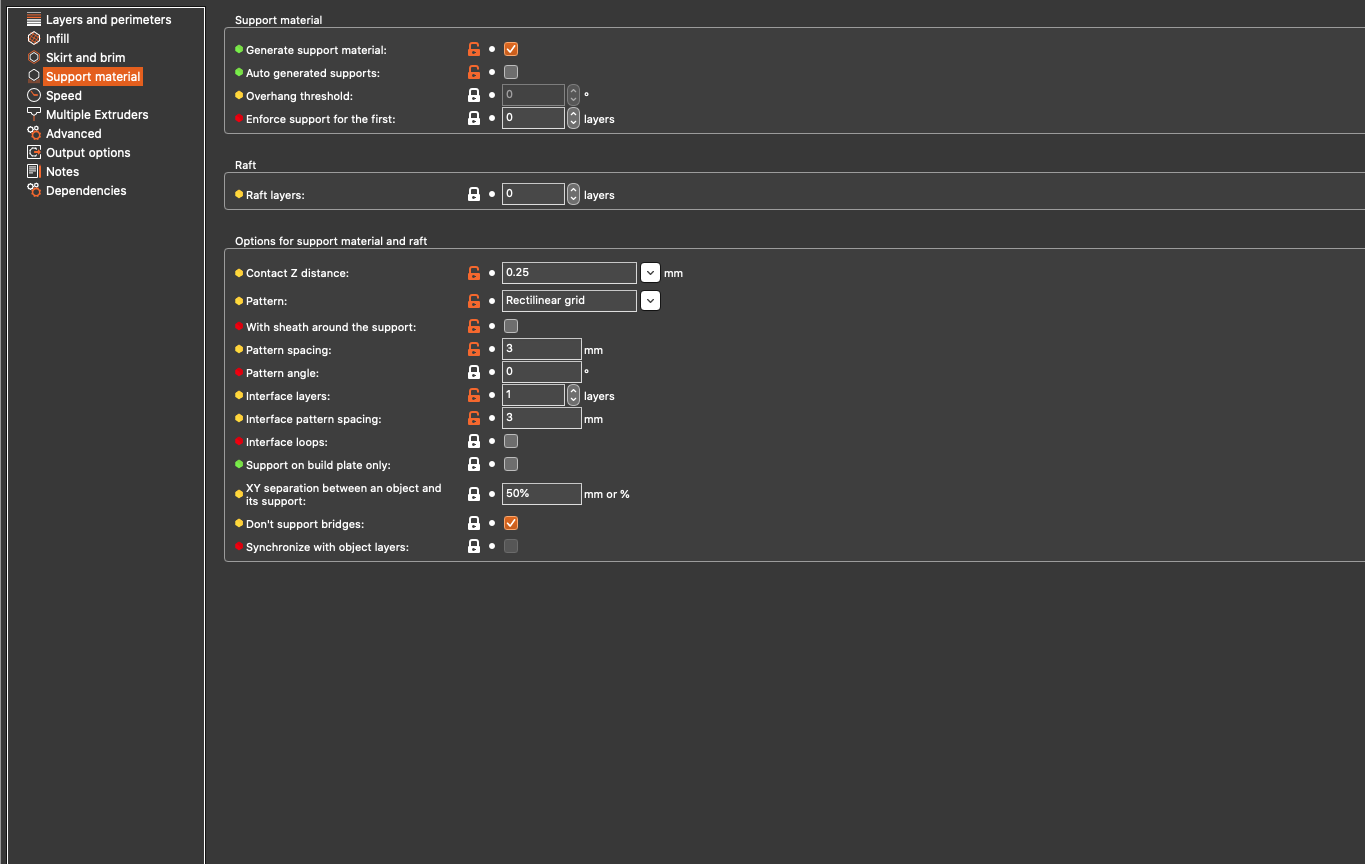 Layers and perimeters
Infill
Skirt and brim
Support material
Speed
Multiple Extruders
Advanced
Output options
Notes
Dependencies
Support material
Generate support material:
Auto generated supports:
Overhang threshold: 0 °
Enforce support for the first: 0 layers
Raft
Raft layers: 0 layers
Options for support material and raft
Contact Z distance: 0.25 mm
Pattern: Rectilinear grid
With sheath around the support:
Pattern spacing: 3 mm
Pattern angle: 0 °
Interface layers: 1 layers
Interface pattern spacing: 3 mm
Interface loops:
Support on build plate only:
XY separation between an object and
its support: 50% mm or %
Don't support bridges:
Synchronize with object layers: